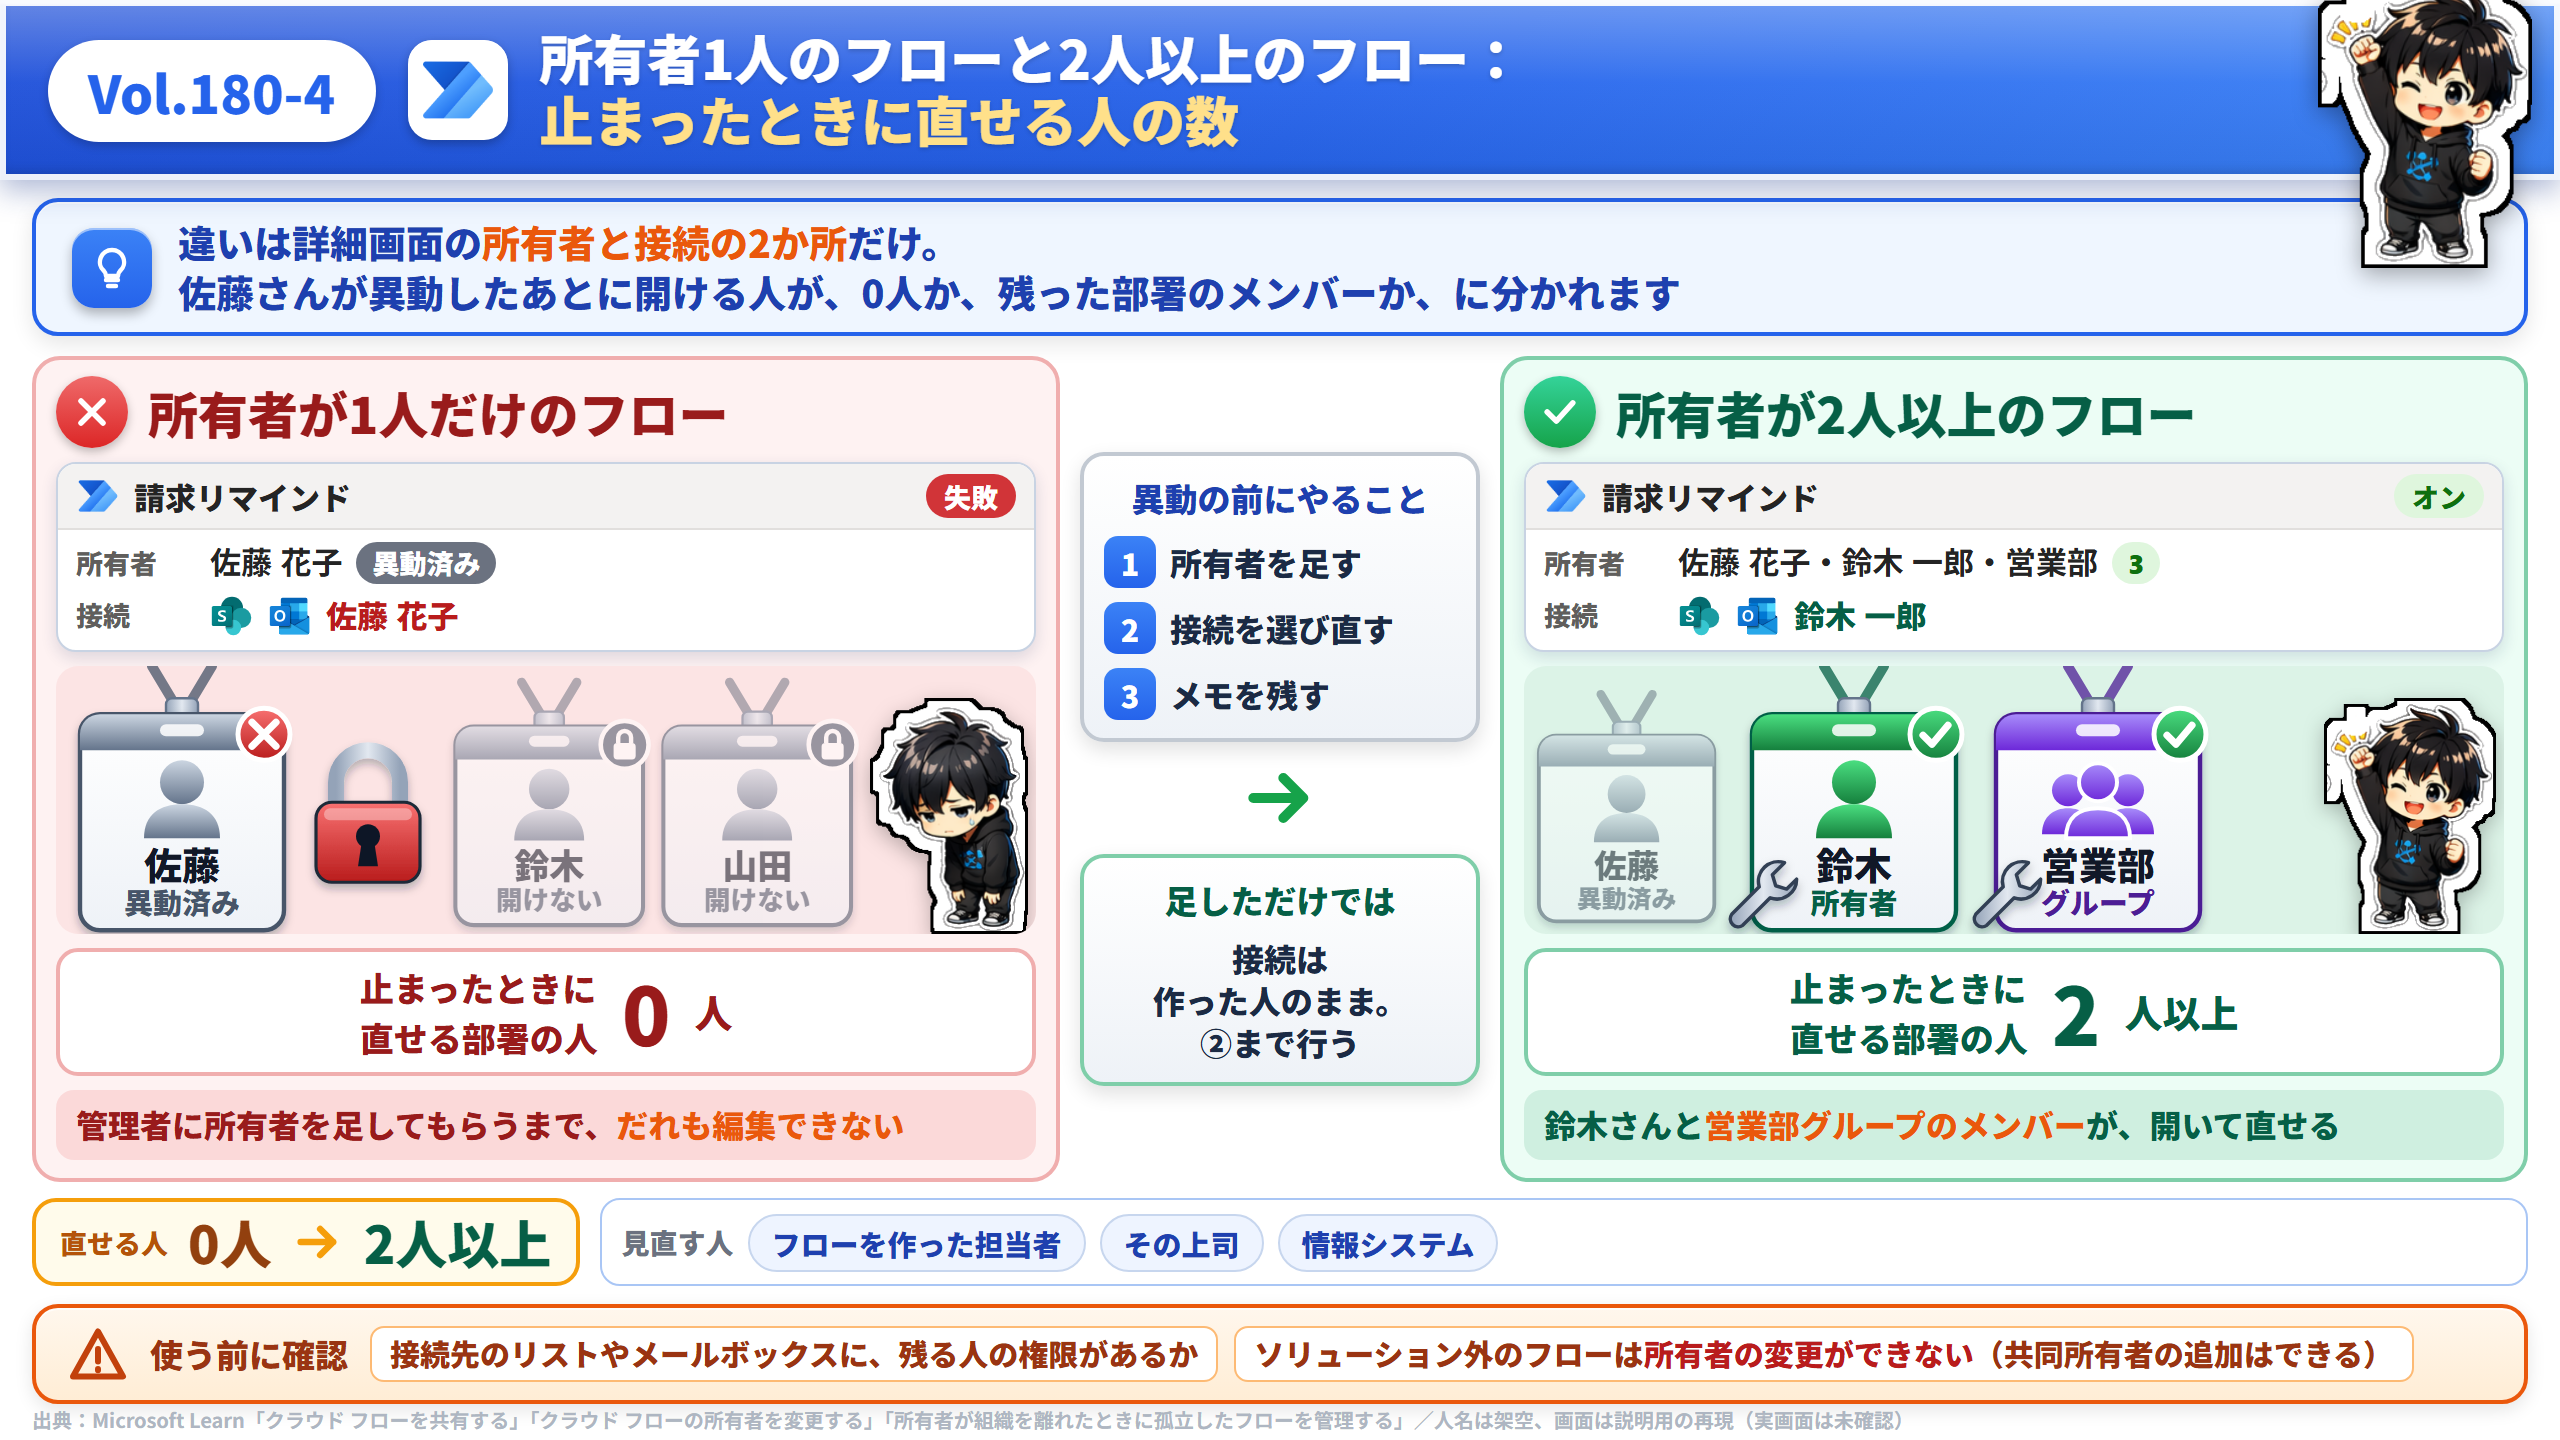 Vol.180-4
所有者1人のフローと2人以上のフロー：
止まったときに直せる人の数
違いは詳細画面の所有者と接続の2か所だけ。
佐藤さんが異動したあとに開ける人が、0人か、残った部署のメンバーか、に分かれます
所有者が1人だけのフロー
請求リマインド
失敗
所有者
佐藤 花子
異動済み
接続
S
O
佐藤 花子
佐藤
異動済み
鈴木
開けない
山田
開けない
止まったときに
直せる部署の人
0 人
管理者に所有者を足してもらうまで、だれも編集できない
異動の前にやること
1 所有者を足す
2 接続を選び直す
3 メモを残す
足しただけでは
接続は
作った人のまま。
②まで行う
所有者が2人以上のフロー
請求リマインド
オン
所有者
佐藤 花子・鈴木 一郎・営業部
3
接続
S
O
鈴木 一郎
佐藤
異動済み
鈴木
所有者
営業部
グループ
止まったときに
直せる部署の人
2 人以上
鈴木さんと営業部グループのメンバーが、開いて直せる
直せる人 0人 → 2人以上
見直す人
フローを作った担当者
その上司
情報システム
使う前に確認
接続先のリストやメールボックスに、残る人の権限があるか
ソリューション外のフローは所有者の変更ができない（共同所有者の追加はできる）
出典：Microsoft Learn「クラウド フローを共有する」「クラウド フローの所有者を変更する」「所有者が組織を離れたときに孤立したフローを管理する」／人名は架空、画面は説明用の再現（実画面は未確認）